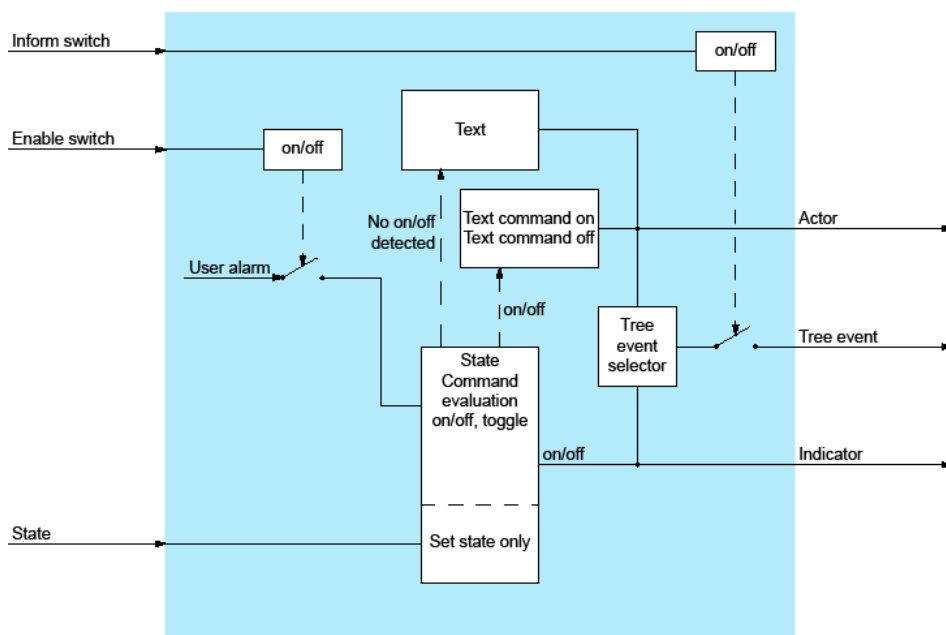 Inform switch
on/off
Text
Enable switch
on/off
No on/off
detected
Text command on
Text command off
Actor
User alarm
on/off
Tree
event
selector
Tree event
State
Command
evaluation
on/off, toggle
on/off
Indicator
State
Set state only